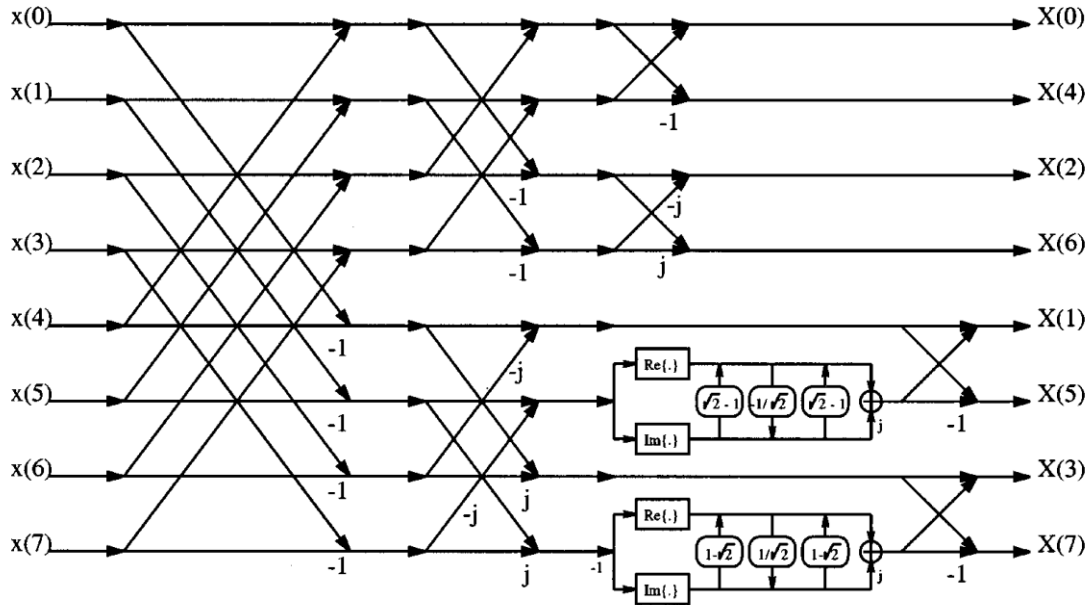 x(0) X(0)
x(1) X(4)
-1
x(2) X(2)
-1 -j
x(3) X(6)
-1 j
x(4) X(1)
-1 -j
Re{.}
x(5) √2 - 1 -1/√2 √2 - 1 X(5)
-1 j -1
Im{.}
x(6) X(3)
-1 -j j
Re{.}
x(7) 1-√2 1/√2 1-√2 X(7)
-1 j -1 j -1
Im{.}